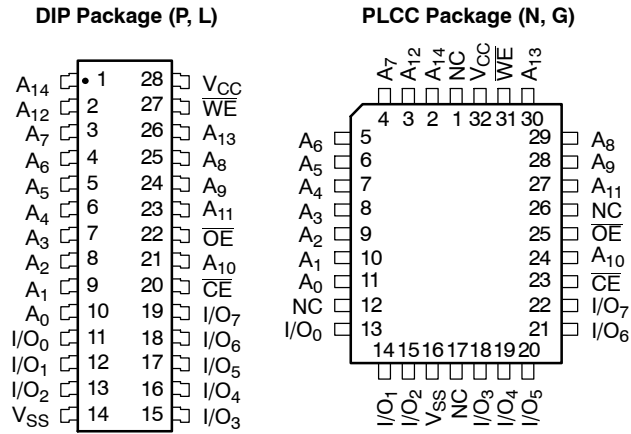 DIP Package (P, L)
A14 1 28 VCC
A12 2 27 W̅E̅
A7 3 26 A13
A6 4 25 A8
A5 5 24 A9
A4 6 23 A11
A3 7 22 O̅E̅
A2 8 21 A10
A1 9 20 C̅E̅
A0 10 19 I/O7
I/O0 11 18 I/O6
I/O1 12 17 I/O5
I/O2 13 16 I/O4
VSS 14 15 I/O3
PLCC Package (N, G)
A7 A12 A14 NC VCC W̅E̅ A13
4 3 2 1 32 31 30
A6 5 29 A8
A5 6 28 A9
A4 7 27 A11
A3 8 26 NC
A2 9 25 O̅E̅
A1 10 24 A10
A0 11 23 C̅E̅
NC 12 22 I/O7
I/O0 13 21 I/O6
14 15 16 17 18 19 20
I/O1 I/O2 VSS NC I/O3 I/O4 I/O5